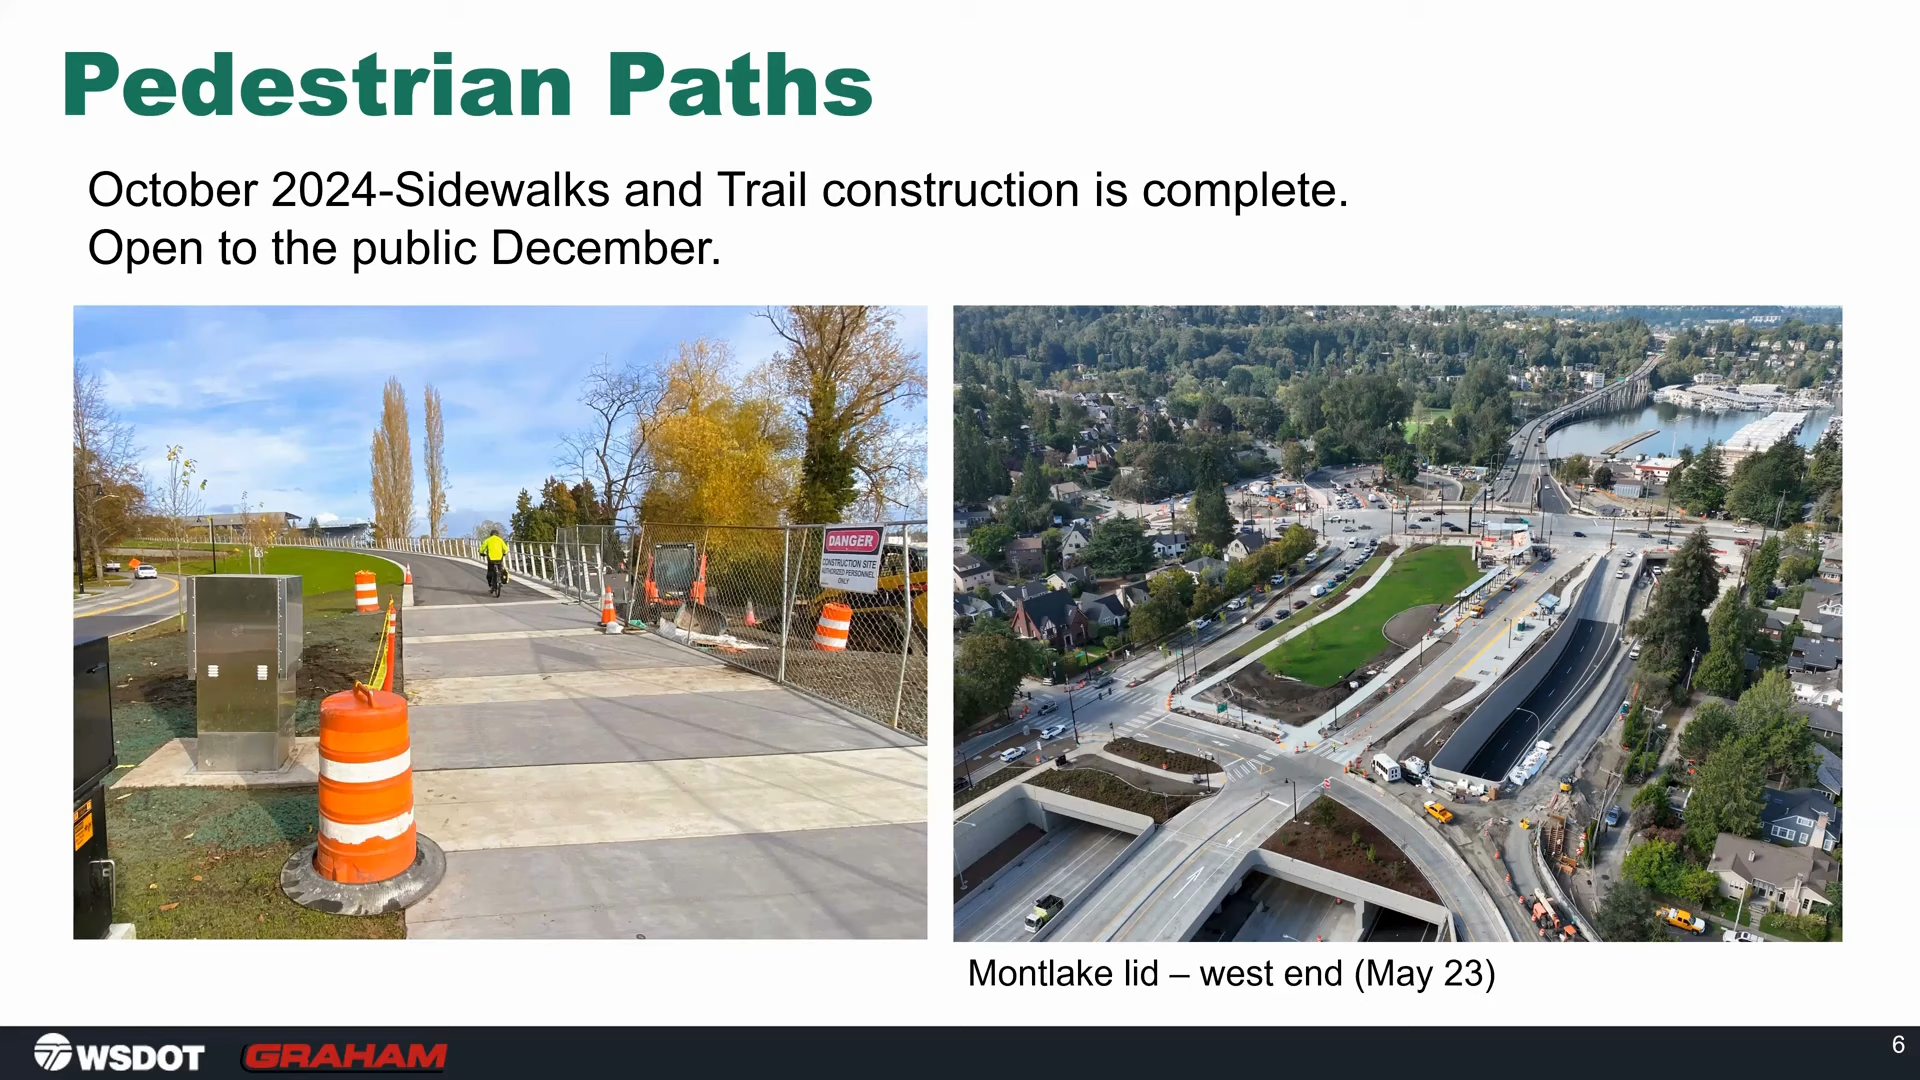 Pedestrian Paths
October 2024-Sidewalks and Trail construction is complete.
Open to the public December.
DANGER
CONSTRUCTION SITE
AUTHORIZED PERSONNEL
ONLY
Montlake lid – west end (May 23)
WSDOT
GRAHAM
6